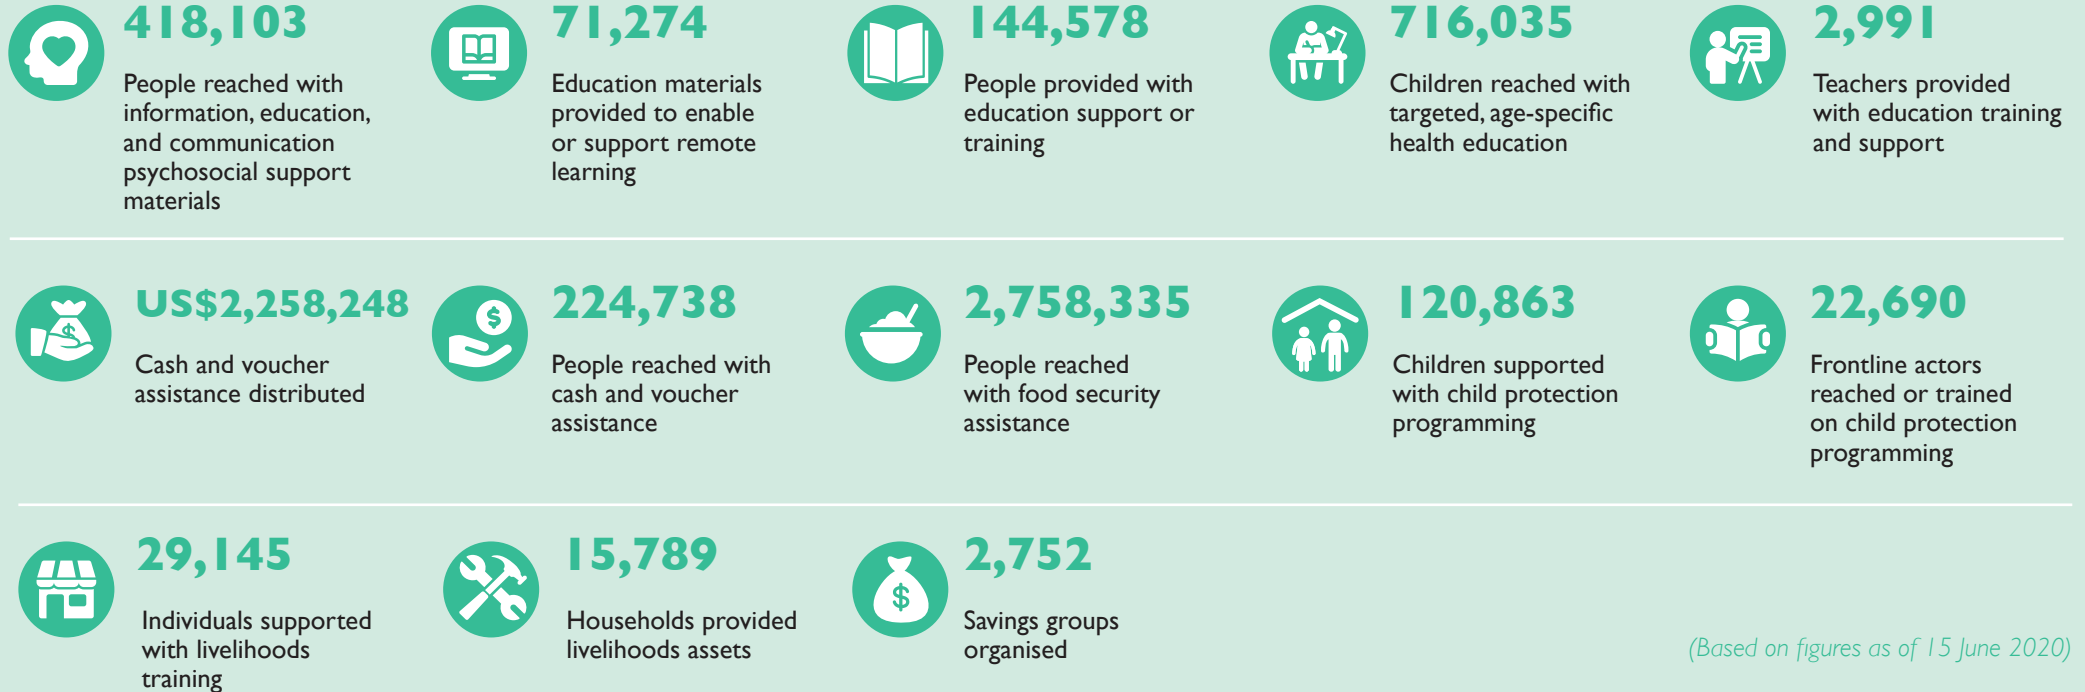 418,103
People reached with
information, education,
and communication
psychosocial support
materials
71,274
Education materials
provided to enable
or support remote
learning
144,578
People provided with
education support or
training
716,035
Children reached with
targeted, age-specific
health education
2,991
Teachers provided
with education training
and support
US$2,258,248
Cash and voucher
assistance distributed
224,738
People reached with
cash and voucher
assistance
2,758,335
People reached
with food security
assistance
120,863
Children supported
with child protection
programming
22,690
Frontline actors
reached or trained
on child protection
programming
29,145
Individuals supported
with livelihoods
training
15,789
Households provided
livelihoods assets
2,752
Savings groups
organised
(Based on figures as of 15 June 2020)